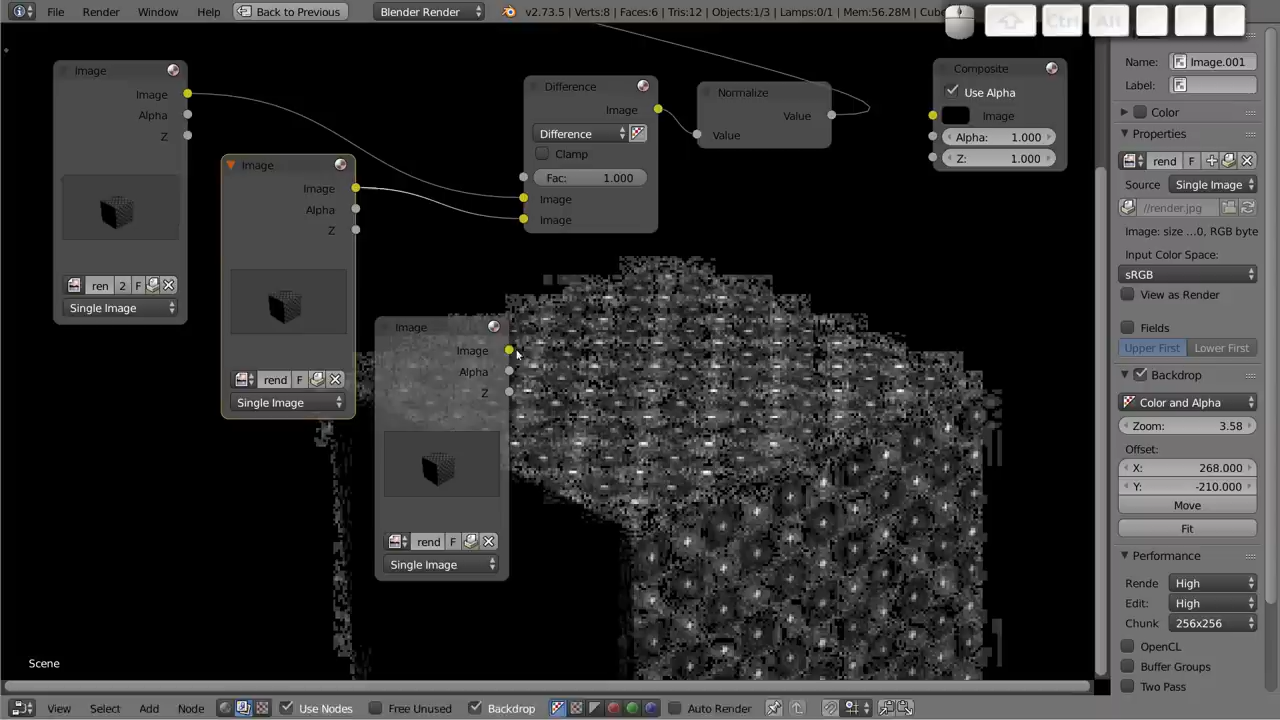 File Render Window Help Back to Previous Blender Render v2.73.5 | Verts:8 | Faces:6 | Tris:12 | Objects:1/3 | Lamps:0/1 | Mem:56.28M | Cube
Ctrl Alt
Image
Image
Alpha
Z
ren 2 F
Single Image
Image
Image
Alpha
Z
rend F
Single Image
Image
Image
Alpha
Z
rend F
Single Image
Difference
Image
Difference
Clamp
Fac: 1.000
Image
Image
Normalize
Value
Value
Composite
Use Alpha
Image
Alpha: 1.000
Z: 1.000
Name: Image.001
Label:
Color
Properties
rend F
Source Single Image
//render.jpg
Image: size ...0, RGB byte
Input Color Space:
sRGB
View as Render
Fields
Upper First Lower First
Backdrop
Color and Alpha
Zoom: 3.58
Offset:
X: 268.000
Y: -210.000
Move
Fit
Performance
Rende High
Edit: High
Chunk 256x256
OpenCL
Buffer Groups
Two Pass
Scene
View Select Add Node Use Nodes Free Unused Backdrop Auto Render